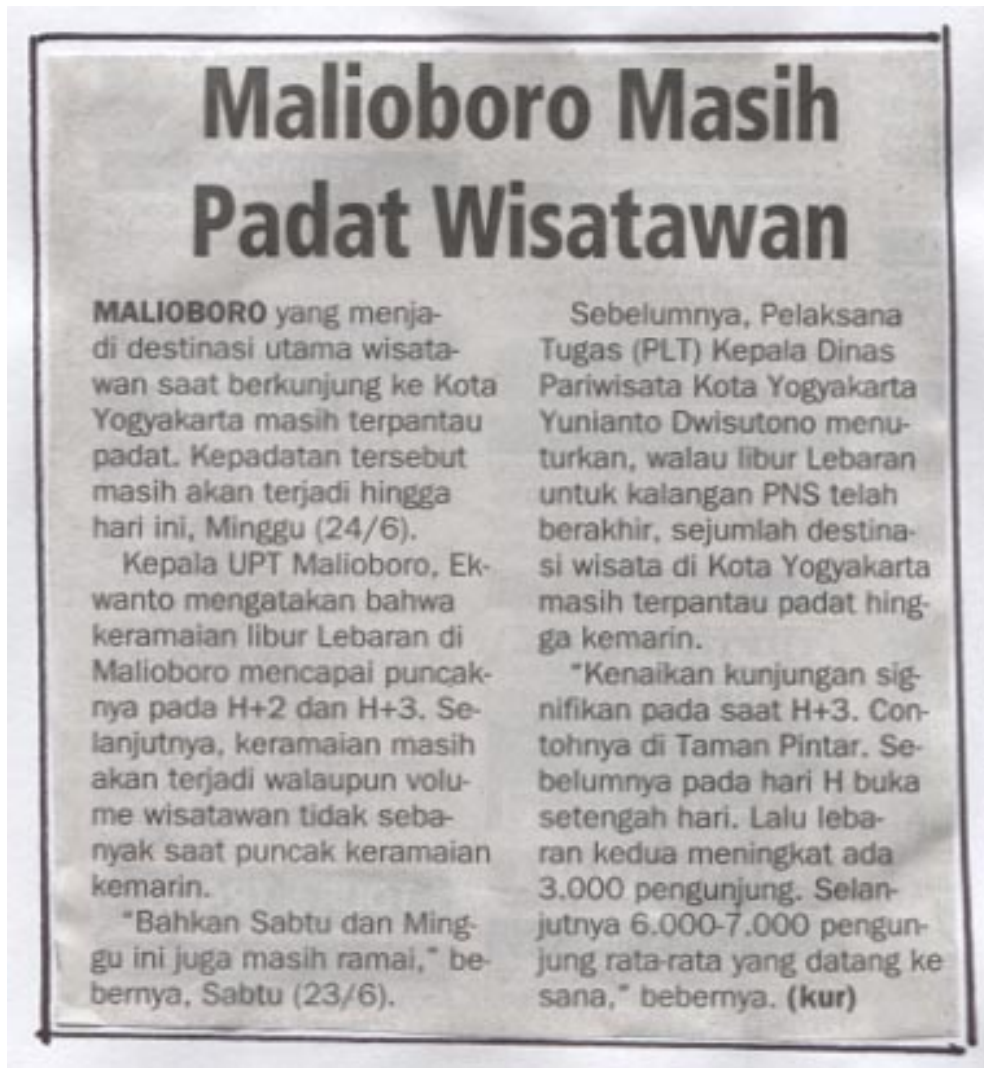 Malioboro Masih
Padat Wisatawan
MALIOBORO yang menja-
di destinasi utama wisata-
wan saat berkunjung ke Kota
Yogyakarta masih terpantau
padat. Kepadatan tersebut
masih akan terjadi hingga
hari ini, Minggu (24/6).
Kepala UPT Malioboro, Ek-
wanto mengatakan bahwa
keramaian libur Lebaran di
Malioboro mencapai puncak-
nya pada H+2 dan H+3. Se-
lanjutnya, keramaian masih
akan terjadi walaupun volu-
me wisatawan tidak seba-
nyak saat puncak keramaian
kemarin.
"Bahkan Sabtu dan Ming-
gu ini juga masih ramai," be-
bernya, Sabtu (23/6).
Sebelumnya, Pelaksana
Tugas (PLT) Kepala Dinas
Pariwisata Kota Yogyakarta
Yunianto Dwisutono menu-
turkan, walau libur Lebaran
untuk kalangan PNS telah
berakhir, sejumlah destina-
si wisata di Kota Yogyakarta
masih terpantau padat hing-
ga kemarin.
"Kenaikan kunjungan sig-
nifikan pada saat H+3. Con-
tohnya di Taman Pintar. Se-
belumnya pada hari H buka
setengah hari. Lalu leba-
ran kedua meningkat ada
3.000 pengunjung. Selan-
jutnya 6.000-7.000 pengun-
jung rata-rata yang datang ke
sana," bebernya. (kur)